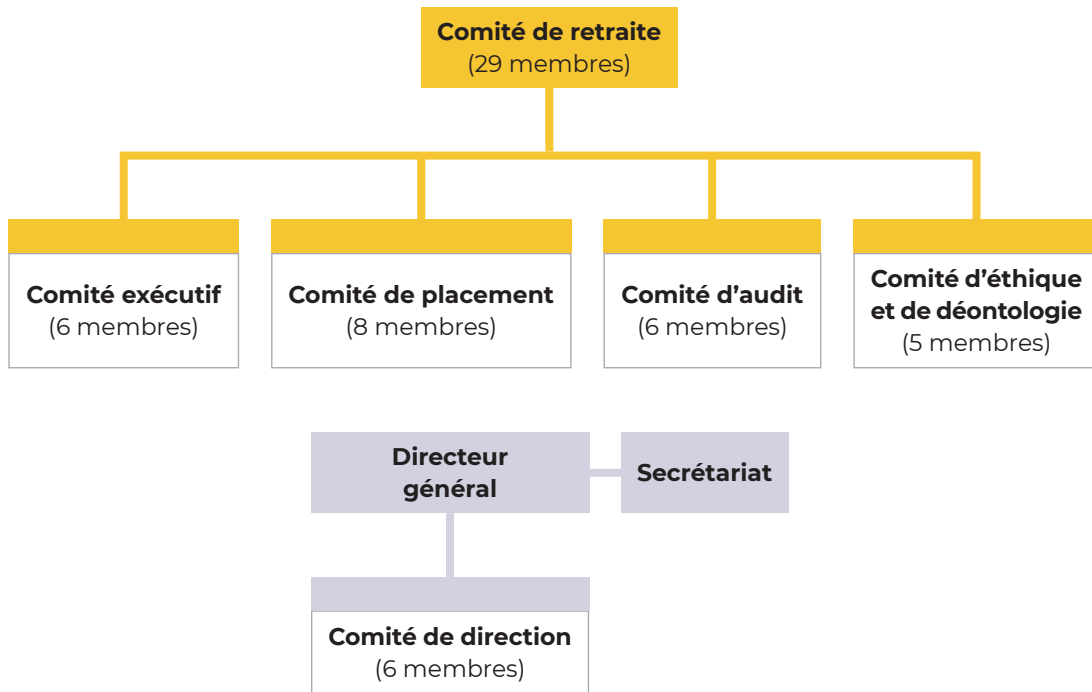 Comité de retraite
(29 membres)
Comité exécutif
(6 membres)
Comité de placement
(8 membres)
Comité d’audit
(6 membres)
Comité d’éthique
et de déontologie
(5 membres)
Directeur
général
Secrétariat
Comité de direction
(6 membres)